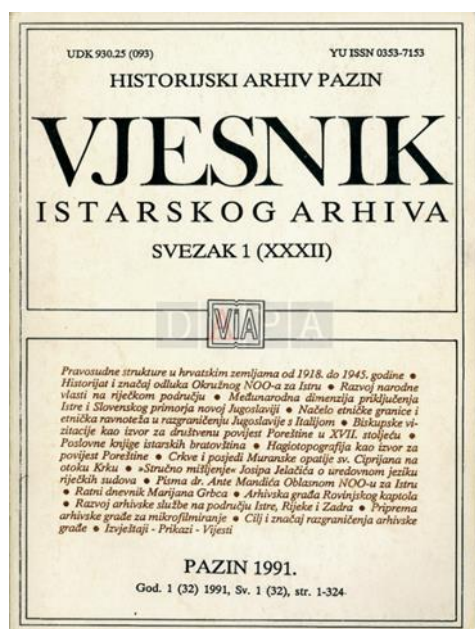 UDK 930.25 (093) YU ISSN 0353-7153
HISTORIJSKI ARHIV PAZIN
VJESNIK
ISTARSKOG ARHIVA
SVEZAK 1 (XXXII)
VIA
Pravosudne strukture u hrvatskim zemljama od 1918. do 1945. godine ●
Historijat i značaj odluka Okružnog NOO-a za Istru ● Razvoj narodne
vlasti na riječkom području ● Međunarodna dimenzija priključenja
Istre i Slovenskog primorja novoj Jugoslaviji ● Načelo etničke granice i
etnička ravnoteža u razgraničenju Jugoslavije s Italijom ● Biskupske vi-
zitacije kao izvor za društvenu povijest Poreštine u XVII. stoljeću ●
Poslovne knjige istarskih bratovština ● Hagiotopografija kao izvor za
povijest Poreštine ● Crkve i posjedi Muranske opatije sv. Ciprijana na
otoku Krku ● »Stručno mišljenje« Josipa Jelačića o uredovnom jeziku
riječkih sudova ● Pisma dr. Ante Mandića Oblasnom NOO-u za Istru
● Ratni dnevnik Marijana Grbca ● Arhivska građa Rovinjskog kaptola
● Razvoj arhivske službe na području Istre, Rijeke i Zadra ● Priprema
arhivske građe za mikrofilmiranje ● Cilj i značaj razgraničenja arhivske
građe ● Izvještaji - Prikazi - Vijesti
PAZIN 1991.
God. 1 (32) 1991, Sv. 1 (32), str. 1-324